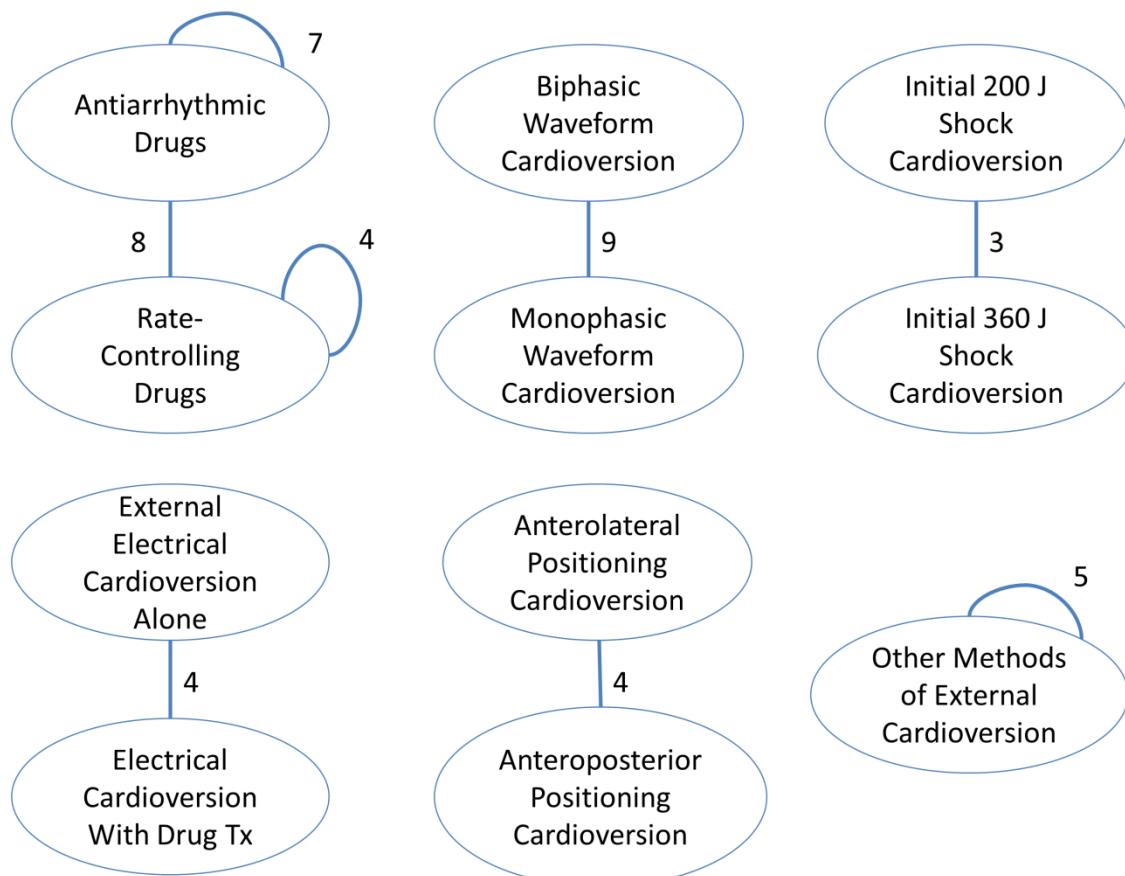 7
Antiarrhythmic
Drugs
8
4
Rate-
Controlling
Drugs
Biphasic
Waveform
Cardioversion
9
Monophasic
Waveform
Cardioversion
Initial 200 J
Shock
Cardioversion
3
Initial 360 J
Shock
Cardioversion
External
Electrical
Cardioversion
Alone
4
Electrical
Cardioversion
With Drug Tx
Anterolateral
Positioning
Cardioversion
4
Anteroposterior
Positioning
Cardioversion
5
Other Methods
of External
Cardioversion